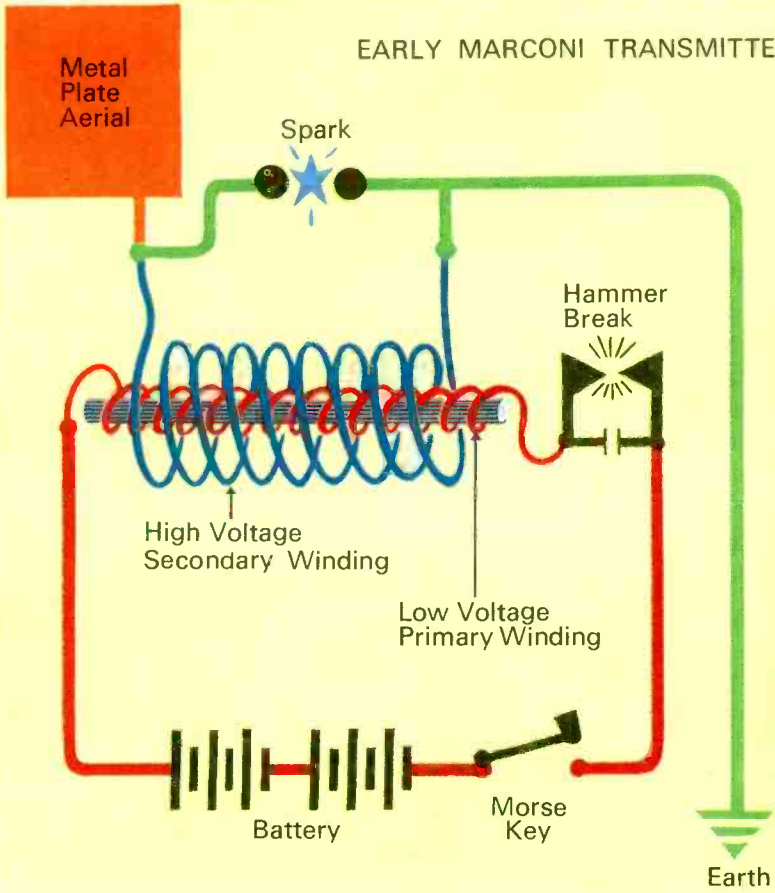 EARLY MARCONI TRANSMITTE
Metal
Plate
Aerial
Spark
Hammer
Break
High Voltage
Secondary Winding
Low Voltage
Primary Winding
Battery
Morse
Key
Earth